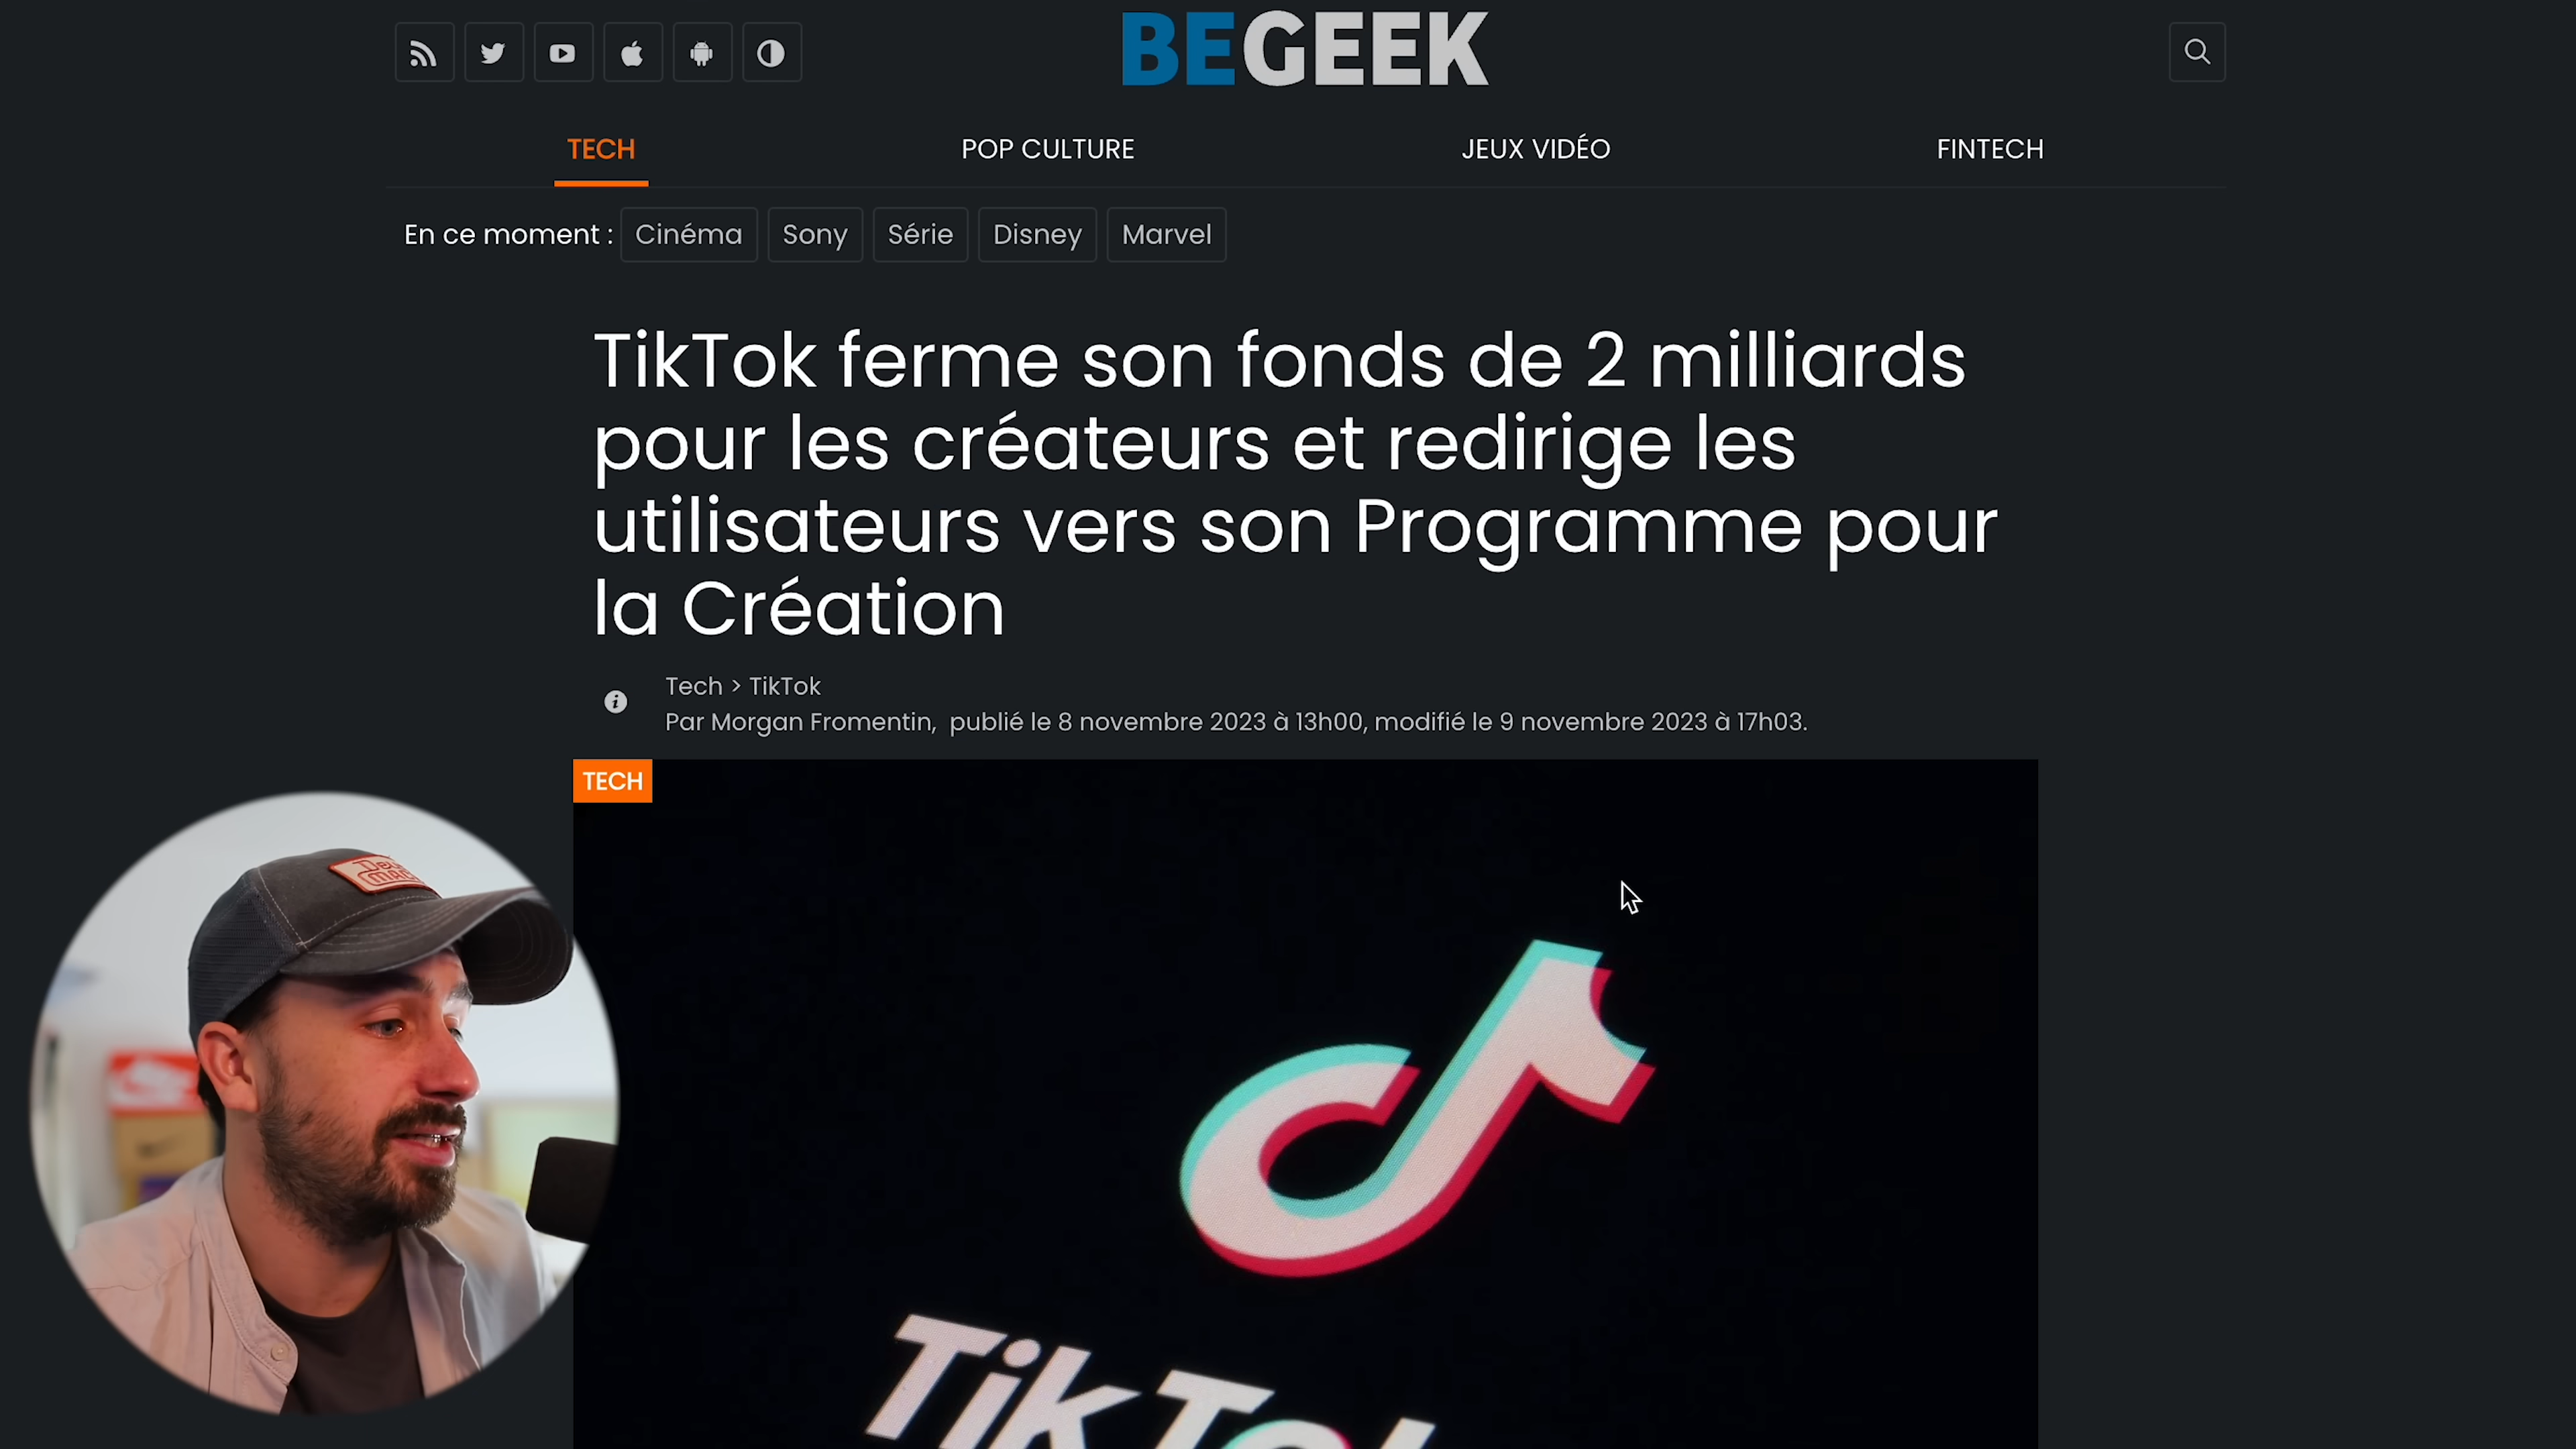 BEGEEK
TECH
POP CULTURE
JEUX VIDÉO
FINTECH
En ce moment :
Cinéma
Sony
Série
Disney
Marvel
TikTok ferme son fonds de 2 milliards
pour les créateurs et redirige les
utilisateurs vers son Programme pour
la Création
Tech > TikTok
Par Morgan Fromentin, publié le 8 novembre 2023 à 13h00, modifié le 9 novembre 2023 à 17h03.
TECH
TikTok